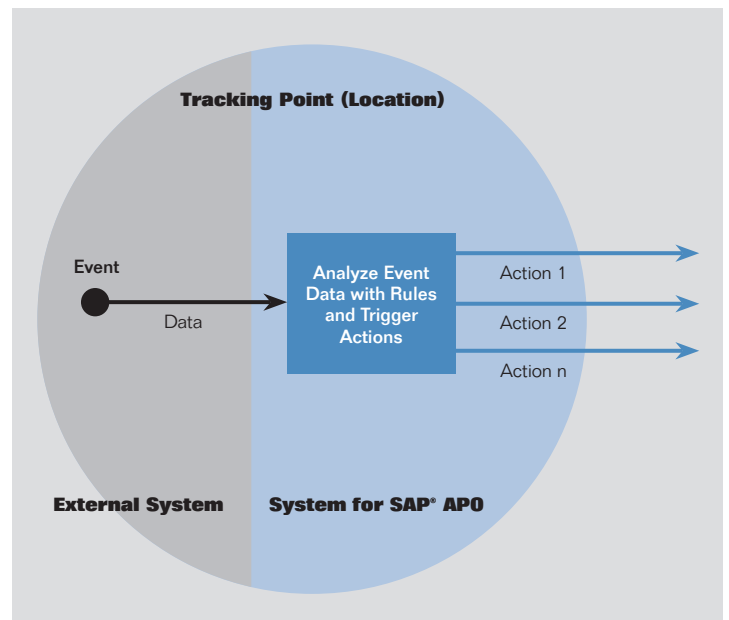 Tracking Point (Location)
Event
Data
Analyze Event
Data with Rules
and Trigger
Actions
Action 1
Action 2
Action n
External System
System for SAP® APO